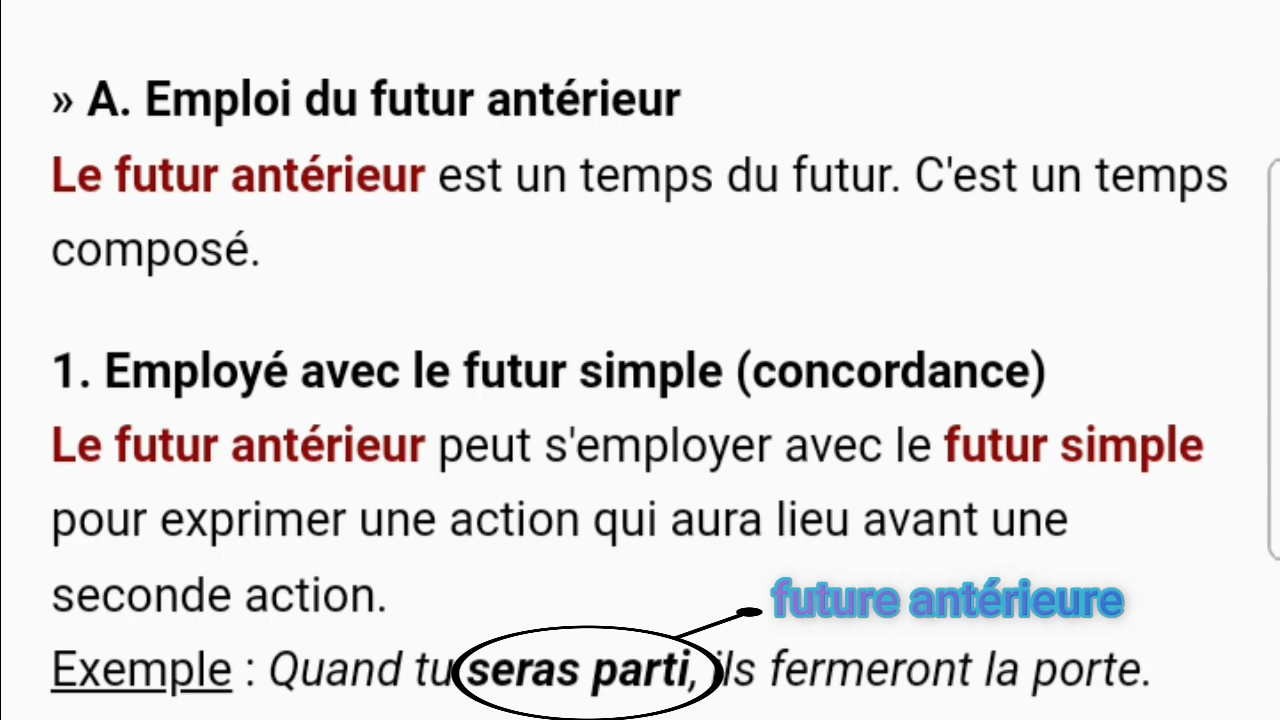 » A. Emploi du futur antérieur
Le futur antérieur est un temps du futur. C'est un temps
composé.
1. Employé avec le futur simple (concordance)
Le futur antérieur peut s'employer avec le futur simple
pour exprimer une action qui aura lieu avant une
seconde action.
future antérieure
Exemple : Quand tu seras parti, ils fermeront la porte.